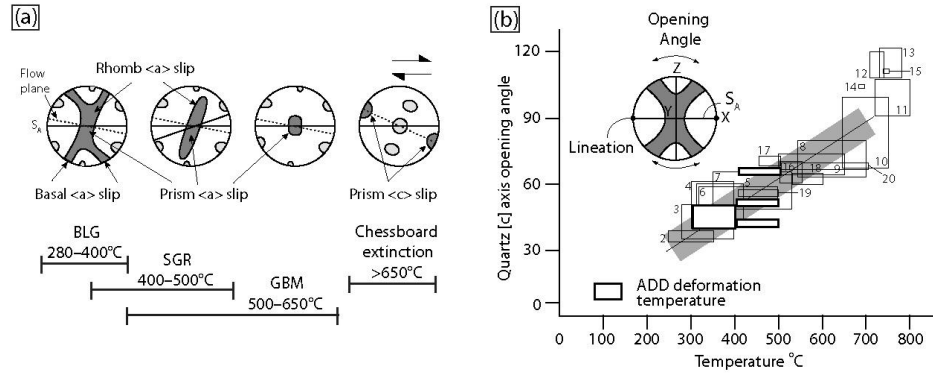 (a)
Flow
plane
Rhomb <a> slip
S_A
Basal <a> slip
Prism <a> slip
Prism <c> slip
BLG
280–400°C
SGR
400–500°C
GBM
500–650°C
Chessboard
extinction
>650°C
(b)
Opening
Angle
Z
Y
S_A
X
Lineation
Quartz [c] axis opening angle
120
90
60
30
0
0
100
200
300
400
500
600
700
800
Temperature °C
ADD deformation
temperature
2
3
4
5
6
7
8
9
10
11
12
13
14
15
16
17
18
19
20